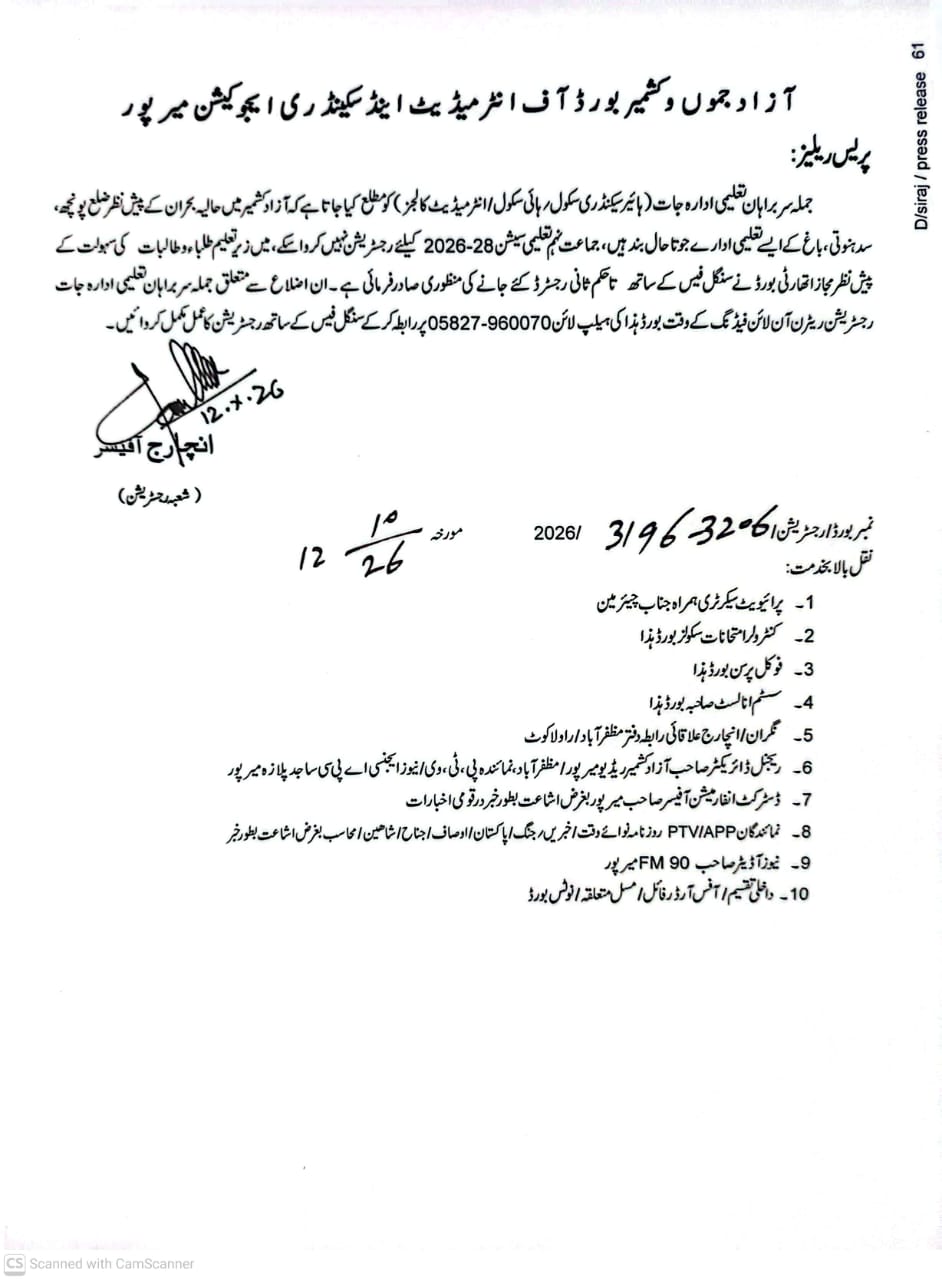 D/siraj / press release 61
آزاد جموں و کشمیر بورڈ آف انٹرمیڈیٹ اینڈ سکینڈری ایجوکیشن میرپور
پریس ریلیز:
جملہ سربراہان تعلیمی ادارہ جات (ہائیر سیکنڈری سکول/ہائی سکول/انٹرمیڈیٹ کالجز) کو مطلع کیا جاتا ہے کہ آزاد کشمیر میں حالیہ بحران کے پیش نظر ضلع پونچھ،
سدہنوتی، باغ کے ایسے تعلیمی ادارے جو تاحال بند ہیں، جماعت نہم تعلیمی سیشن 28-2026 کیلئے رجسٹریشن نہیں کروا سکے، میں زیر تعلیم طلباء و طالبات کی سہولت کے
پیش نظر مجاز اتھارٹی بورڈ نے سنگل فیس کے ساتھ تا حکم ثانی رجسٹرڈ کئے جانے کی منظوری صادر فرمائی ہے۔ ان اضلاع سے متعلق جملہ سربراہان تعلیمی ادارہ جات
رجسٹریشن ریٹرن آن لائن فیڈنگ کے وقت بورڈ ہذا کی ہیلپ لائن 05827-960070 پر رابطہ کر کے سنگل فیس کے ساتھ رجسٹریشن کا عمل مکمل کروائیں۔
12.X.26
انچارج آفیسر
(شعبہ رجسٹریشن)
نمبر بورڈ/رجسٹریشن/ 3196 3206 /2026 مورخہ 12 10/26
نقل بالا بخدمت:
1۔ پرائیویٹ سیکرٹری ہمراہ جناب چیئرمین
2۔ کنٹرولر امتحانات سکولز بورڈ ہذا
3۔ فوکل پرسن بورڈ ہذا
4۔ سسٹم انالسٹ صاحبہ بورڈ ہذا
5۔ نگران/انچارج علاقائی رابطہ دفتر مظفرآباد/راولاکوٹ
6۔ ریجنل ڈائریکٹر صاحب آزاد کشمیر ریڈیو میرپور/مظفرآباد، نمائندہ پی، ٹی، وی/نیوز ایجنسی اے پی سی ساجد پلازہ میرپور
7۔ ڈسٹرکٹ انفارمیشن آفیسر صاحب میرپور بغرض اشاعت بطور خبر در قومی اخبارات
8۔ نمائندگان PTV/APP روزنامہ نوائے وقت/خبریں/جنگ/پاکستان/اوصاف/جناح/شاھین/محاسب بغرض اشاعت بطور خبر
9۔ نیوز آڈیٹر صاحب FM 90 میرپور
10۔ داخلی تقسیم/آفس آرڈر فائل/مسل متعلقہ/نوٹس بورڈ
CS Scanned with CamScanner